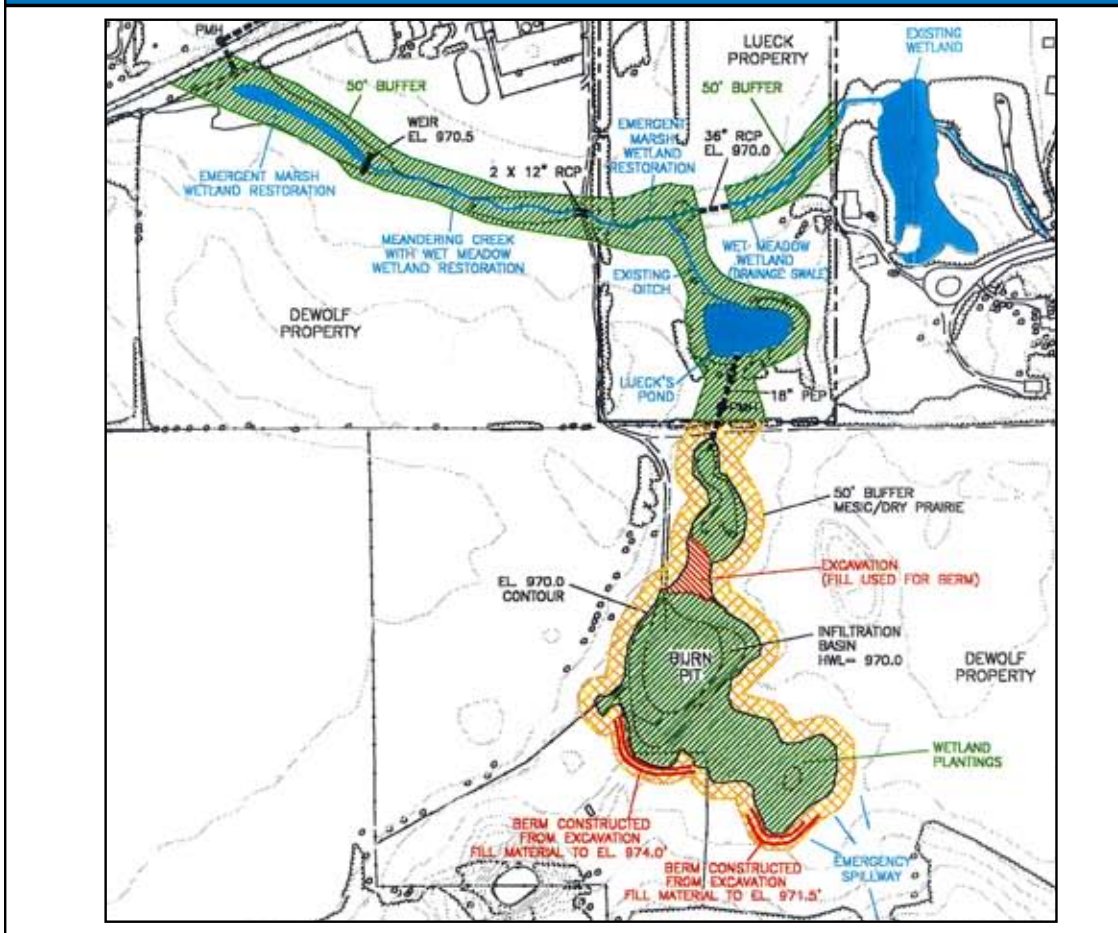 PMH
LUECK
PROPERTY
EXISTING
WETLAND
50' BUFFER
50' BUFFER
WEIR
EL. 970.5
EMERGENT
MARSH
WETLAND
RESTORATION
36" RCP
EL. 970.0
2 X 12" RCP
EMERGENT MARSH
WETLAND RESTORATION
MEANDERING CREEK
WITH WET MEADOW
WETLAND RESTORATION
WET MEADOW
WETLAND
(DRAINAGE SWALE)
EXISTING
DITCH
DEWOLF
PROPERTY
LUECK'S
POND
18" PEP
PMH
50' BUFFER
MESIC/DRY PRAIRIE
EXCAVATION
(FILL USED FOR BERM)
EL. 970.0
CONTOUR
INFILTRATION
BASIN
HWL= 970.0
BURN
PIT
DEWOLF
PROPERTY
WETLAND
PLANTINGS
BERM CONSTRUCTED
FROM EXCAVATION
FILL MATERIAL TO EL. 974.0'
BERM CONSTRUCTED
FROM EXCAVATION
FILL MATERIAL TO EL. 971.5'
EMERGENCY
SPILLWAY